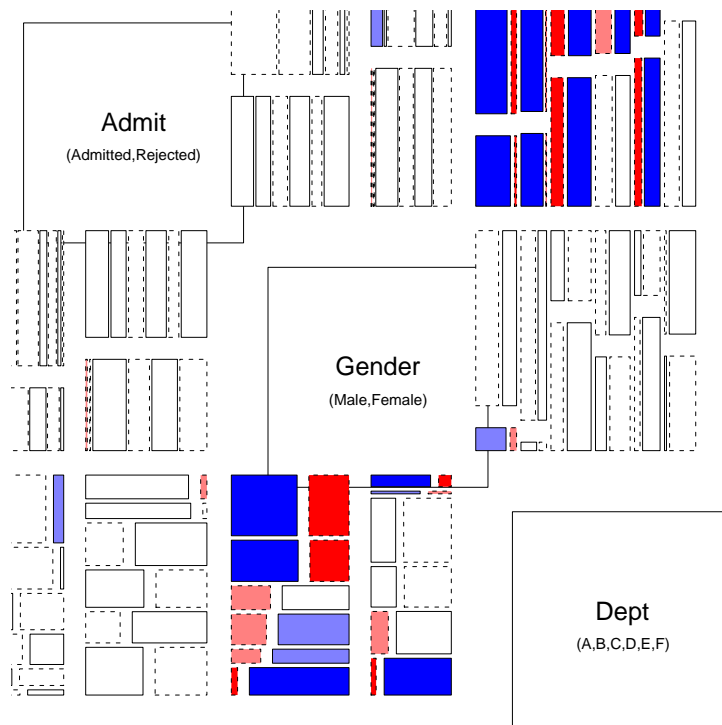 Admit
(Admitted,Rejected)
Gender
(Male,Female)
Dept
(A,B,C,D,E,F)